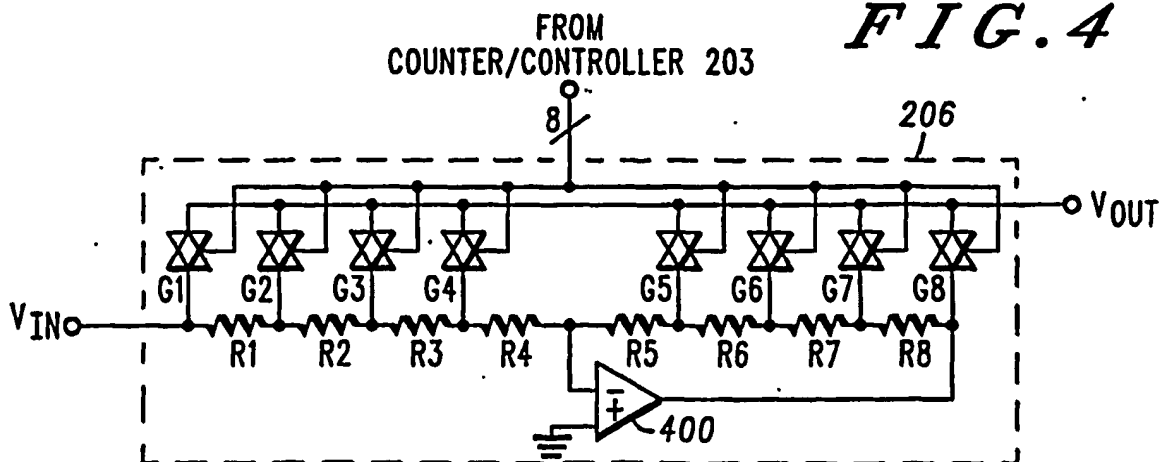 FIG.4
FROM
COUNTER/CONTROLLER 203
8
206
VOUT
G1 G2 G3 G4 G5 G6 G7 G8
VIN
R1 R2 R3 R4 R5 R6 R7 R8
-
+
400